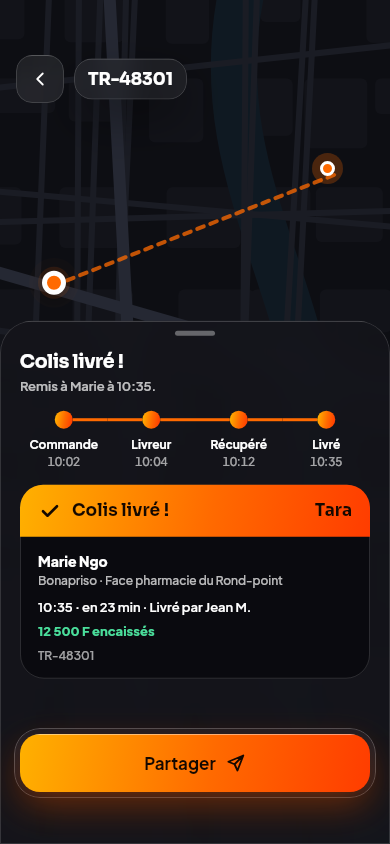 TR-48301
Colis livré !
Remis à Marie à 10:35.
Commande Livreur Récupéré Livré
10:02 10:04 10:12 10:35
Colis livré ! Tara
Marie Ngo
Bonapriso · Face pharmacie du Rond-point
10:35 · en 23 min · Livré par Jean M.
12 500 F encaissés
TR-48301
Partager